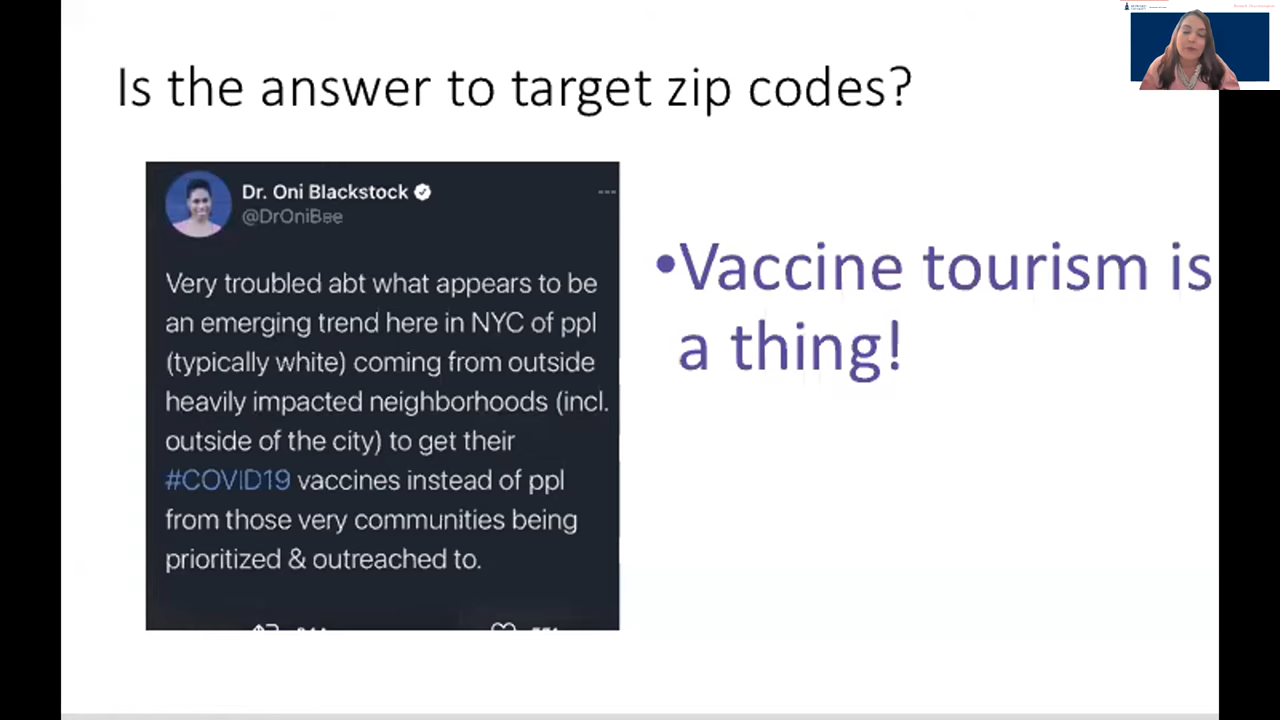 Is the answer to target zip codes?
Dr. Oni Blackstock
@DrOniBee
Very troubled abt what appears to be
an emerging trend here in NYC of ppl
(typically white) coming from outside
heavily impacted neighborhoods (incl.
outside of the city) to get their
#COVID19 vaccines instead of ppl
from those very communities being
prioritized & outreached to.
•Vaccine tourism is
a thing!